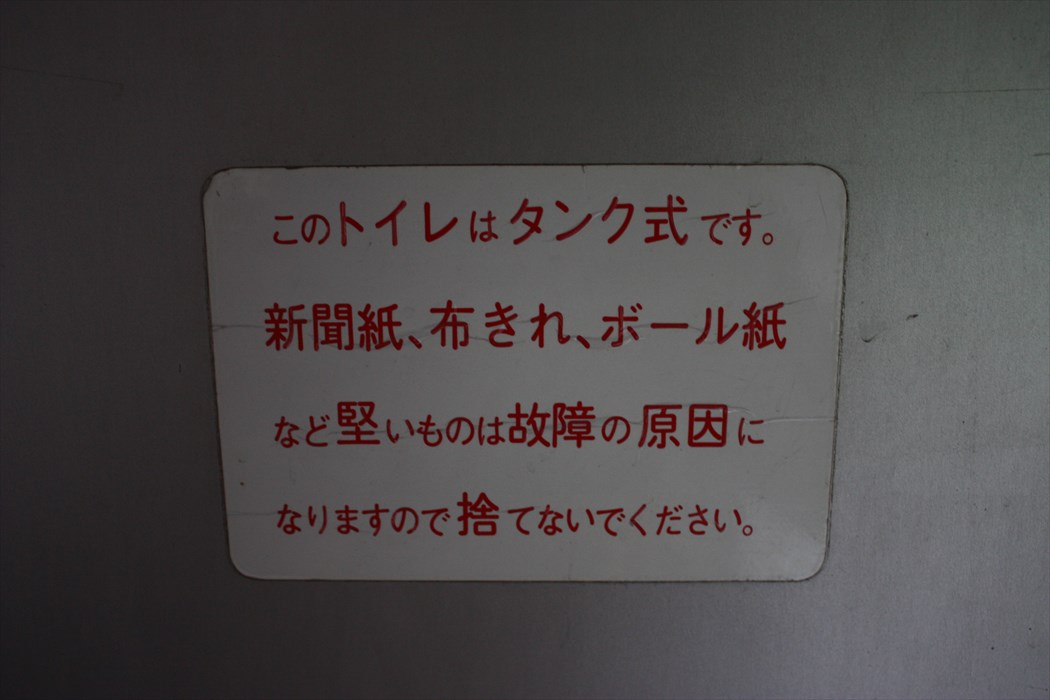 このトイレはタンク式です。
新聞紙、布きれ、ボール紙
など堅いものは故障の原因に
なりますので捨てないでください。